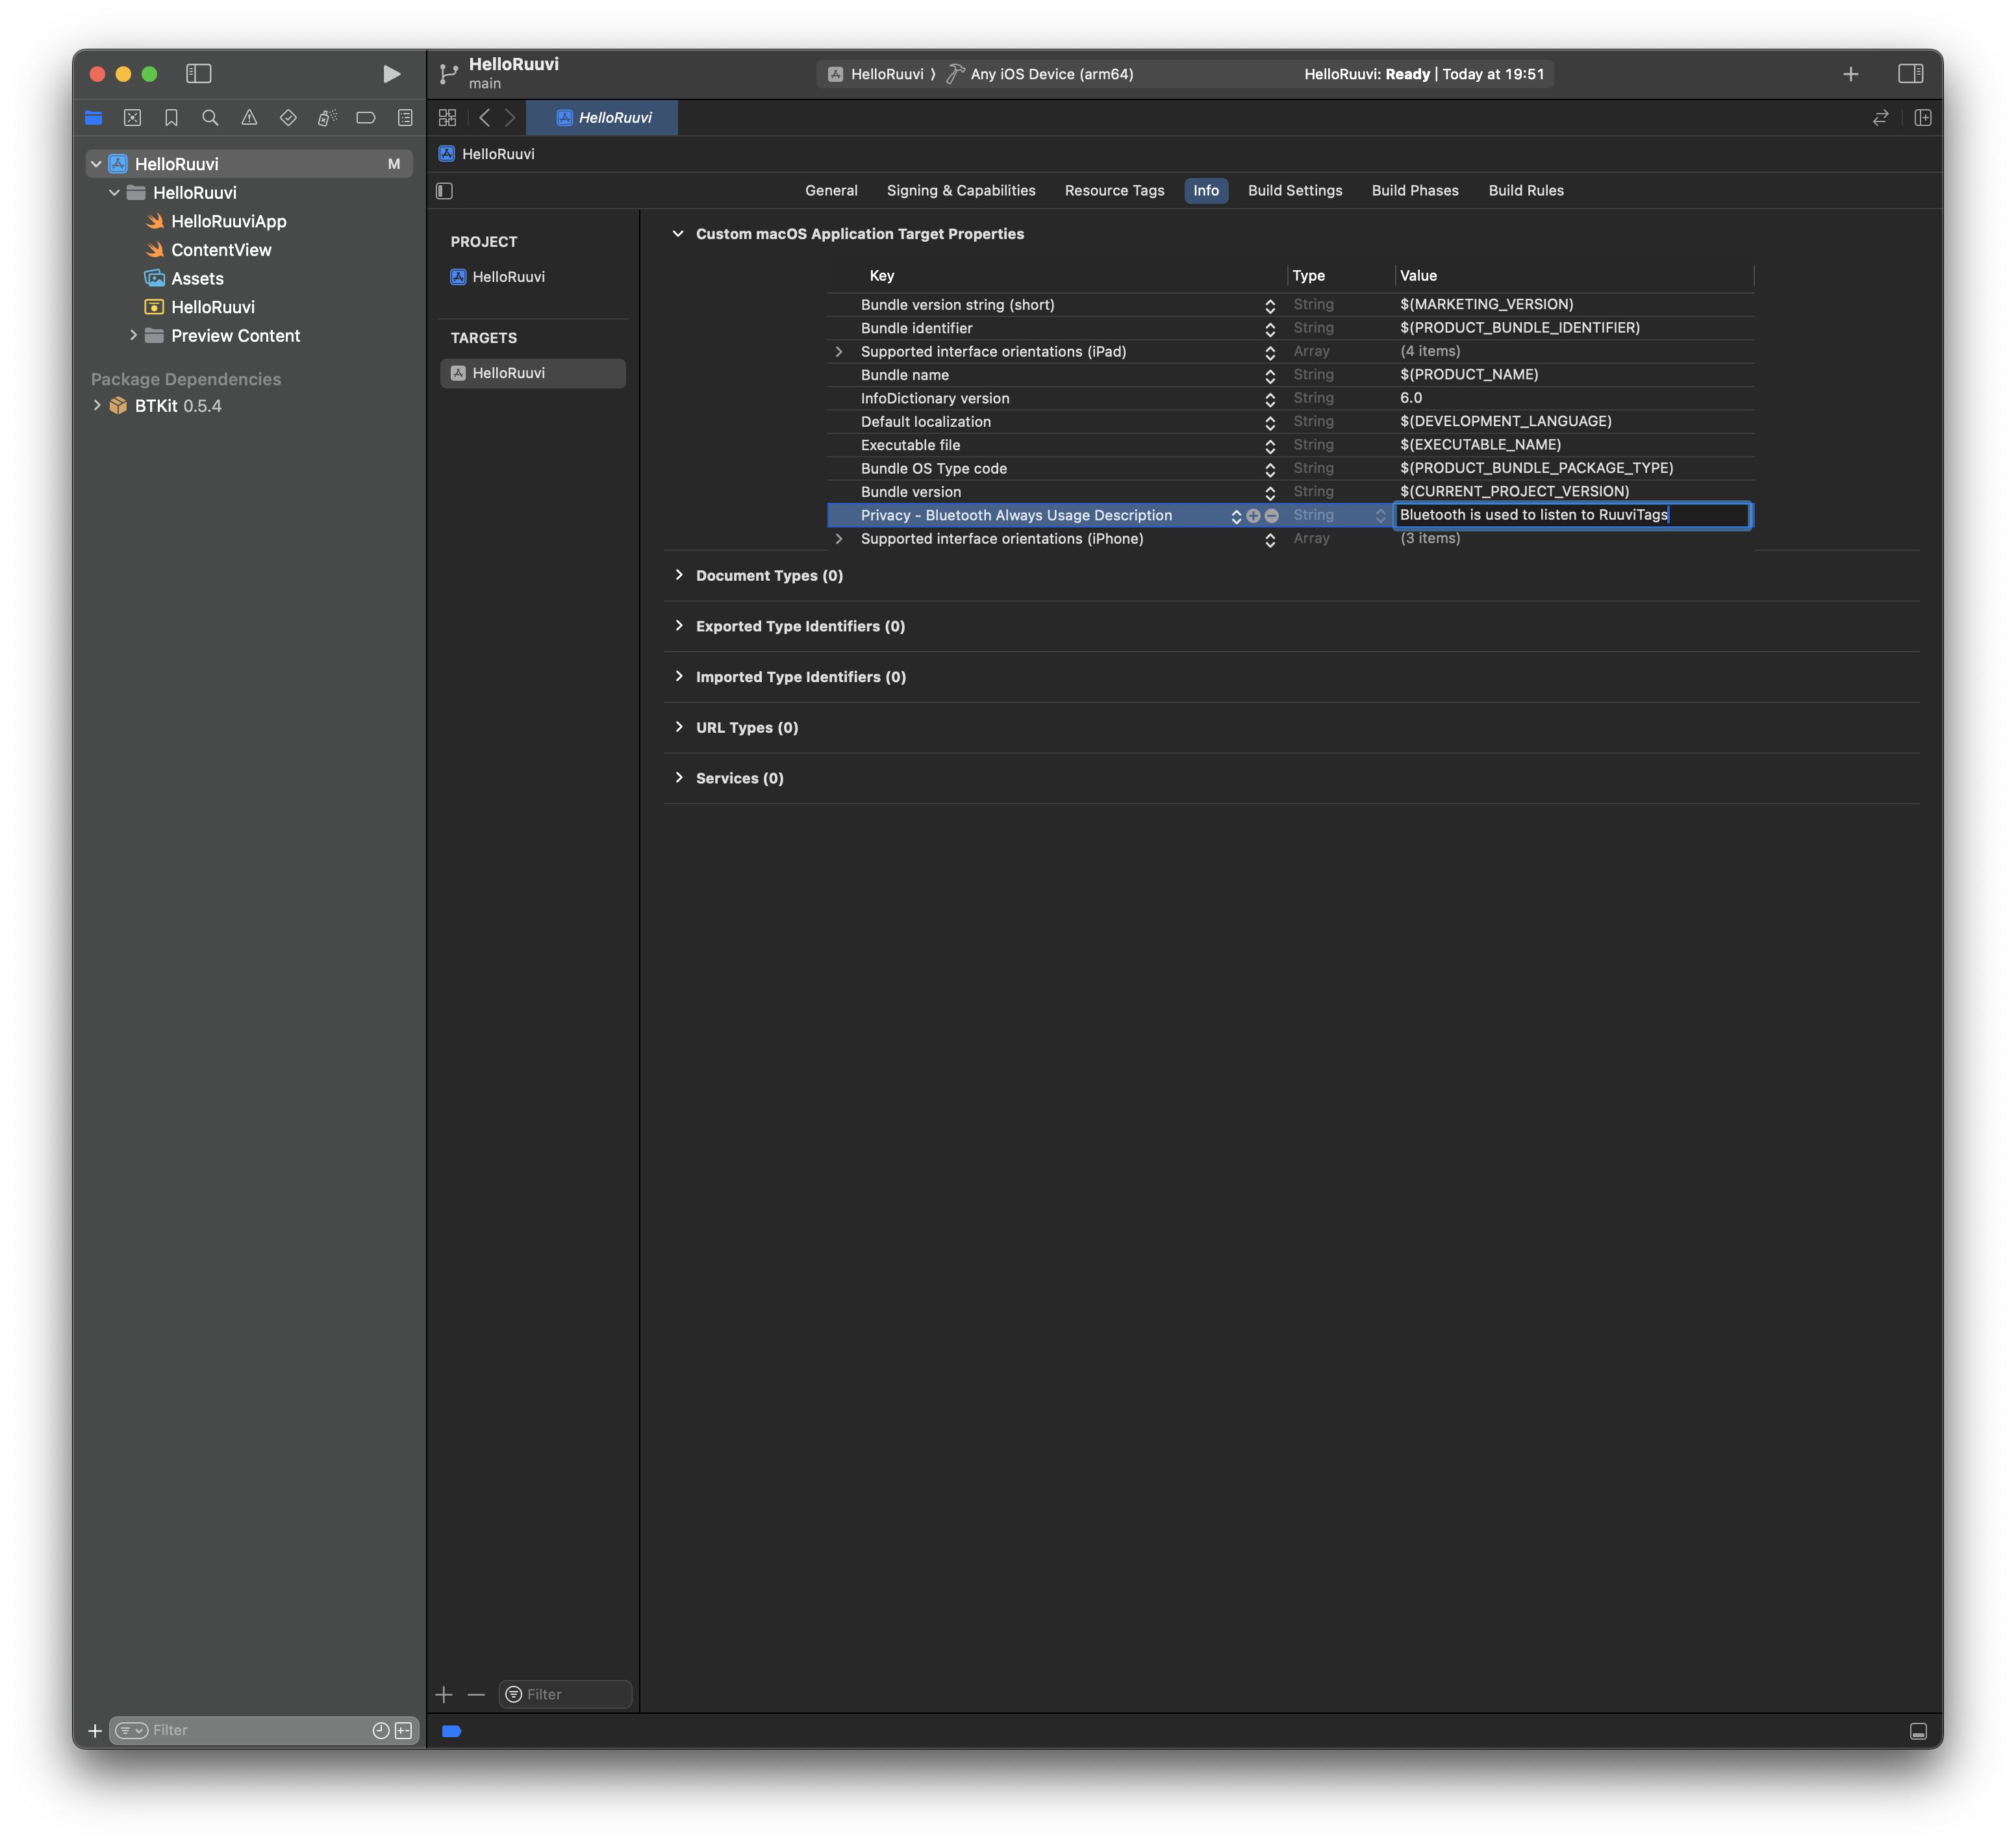 HelloRuuvi
main
HelloRuuvi ⟩ Any iOS Device (arm64)
HelloRuuvi: Ready | Today at 19:51
HelloRuuvi
HelloRuuvi M
HelloRuuvi
HelloRuuviApp
ContentView
Assets
HelloRuuvi
Preview Content
Package Dependencies
BTKit 0.5.4
Filter
HelloRuuvi
General Signing & Capabilities Resource Tags Info Build Settings Build Phases Build Rules
PROJECT
HelloRuuvi
TARGETS
HelloRuuvi
Filter
Custom macOS Application Target Properties
Key Type Value
Bundle version string (short) String $(MARKETING_VERSION)
Bundle identifier String $(PRODUCT_BUNDLE_IDENTIFIER)
Supported interface orientations (iPad) Array (4 items)
Bundle name String $(PRODUCT_NAME)
InfoDictionary version String 6.0
Default localization String $(DEVELOPMENT_LANGUAGE)
Executable file String $(EXECUTABLE_NAME)
Bundle OS Type code String $(PRODUCT_BUNDLE_PACKAGE_TYPE)
Bundle version String $(CURRENT_PROJECT_VERSION)
Privacy - Bluetooth Always Usage Description String Bluetooth is used to listen to RuuviTags
Supported interface orientations (iPhone) Array (3 items)
Document Types (0)
Exported Type Identifiers (0)
Imported Type Identifiers (0)
URL Types (0)
Services (0)